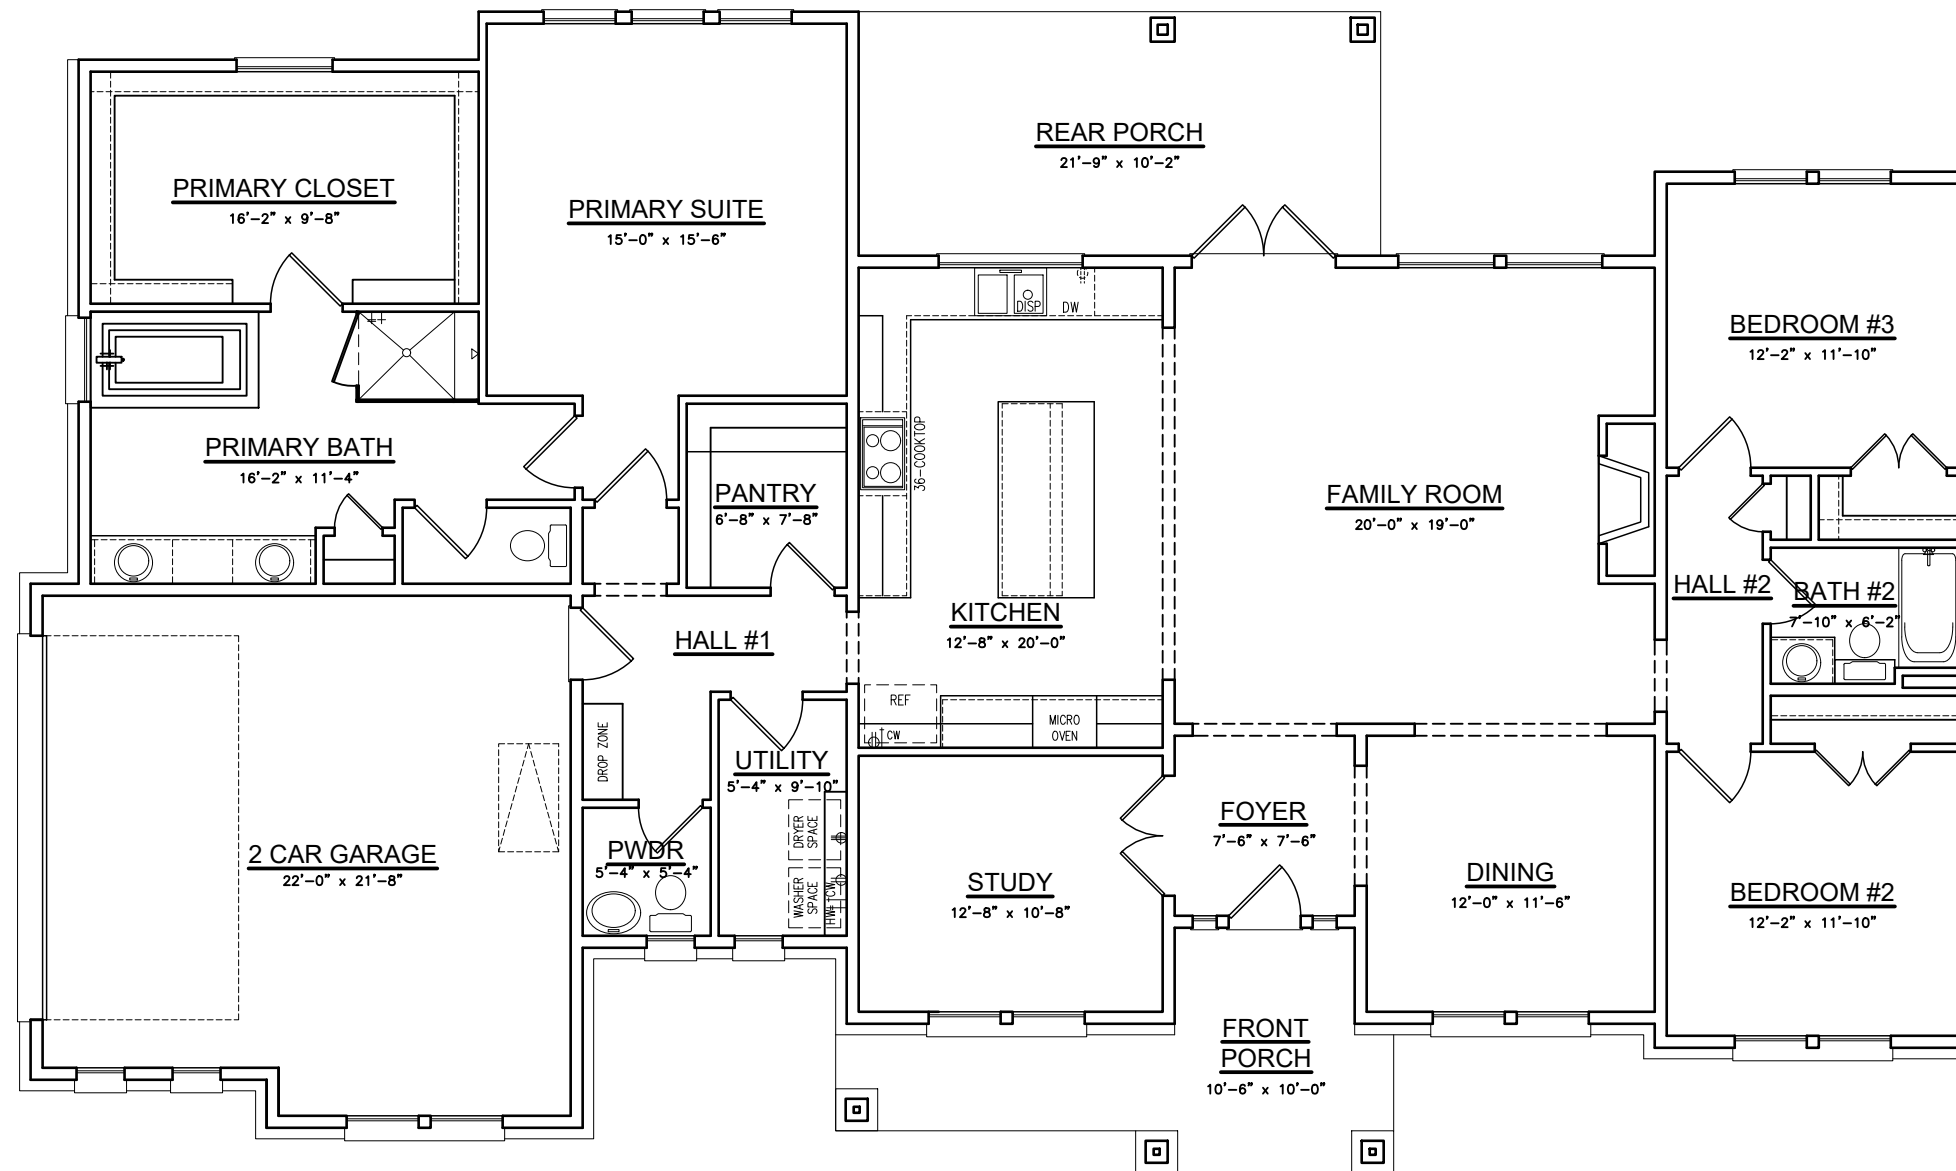 REAR PORCH
21'-9" x 10'-2"
PRIMARY CLOSET
16'-2" x 9'-8"
PRIMARY SUITE
15'-0" x 15'-6"
BEDROOM #3
12'-2" x 11'-10"
DISP
DW
36-COOKTOP
PRIMARY BATH
16'-2" x 11'-4"
PANTRY
6'-8" x 7'-8"
FAMILY ROOM
20'-0" x 19'-0"
KITCHEN
12'-8" x 20'-0"
HALL #1
HALL #2
BATH #2
7'-10" x 6'-2"
REF
CW
MICRO
OVEN
DROP ZONE
UTILITY
5'-4" x 9'-10"
DRYER
SPACE
WASHER
SPACE
HW
CW
PWDR
5'-4" x 5'-4"
2 CAR GARAGE
22'-0" x 21'-8"
FOYER
7'-6" x 7'-6"
STUDY
12'-8" x 10'-8"
DINING
12'-0" x 11'-6"
BEDROOM #2
12'-2" x 11'-10"
FRONT
PORCH
10'-6" x 10'-0"